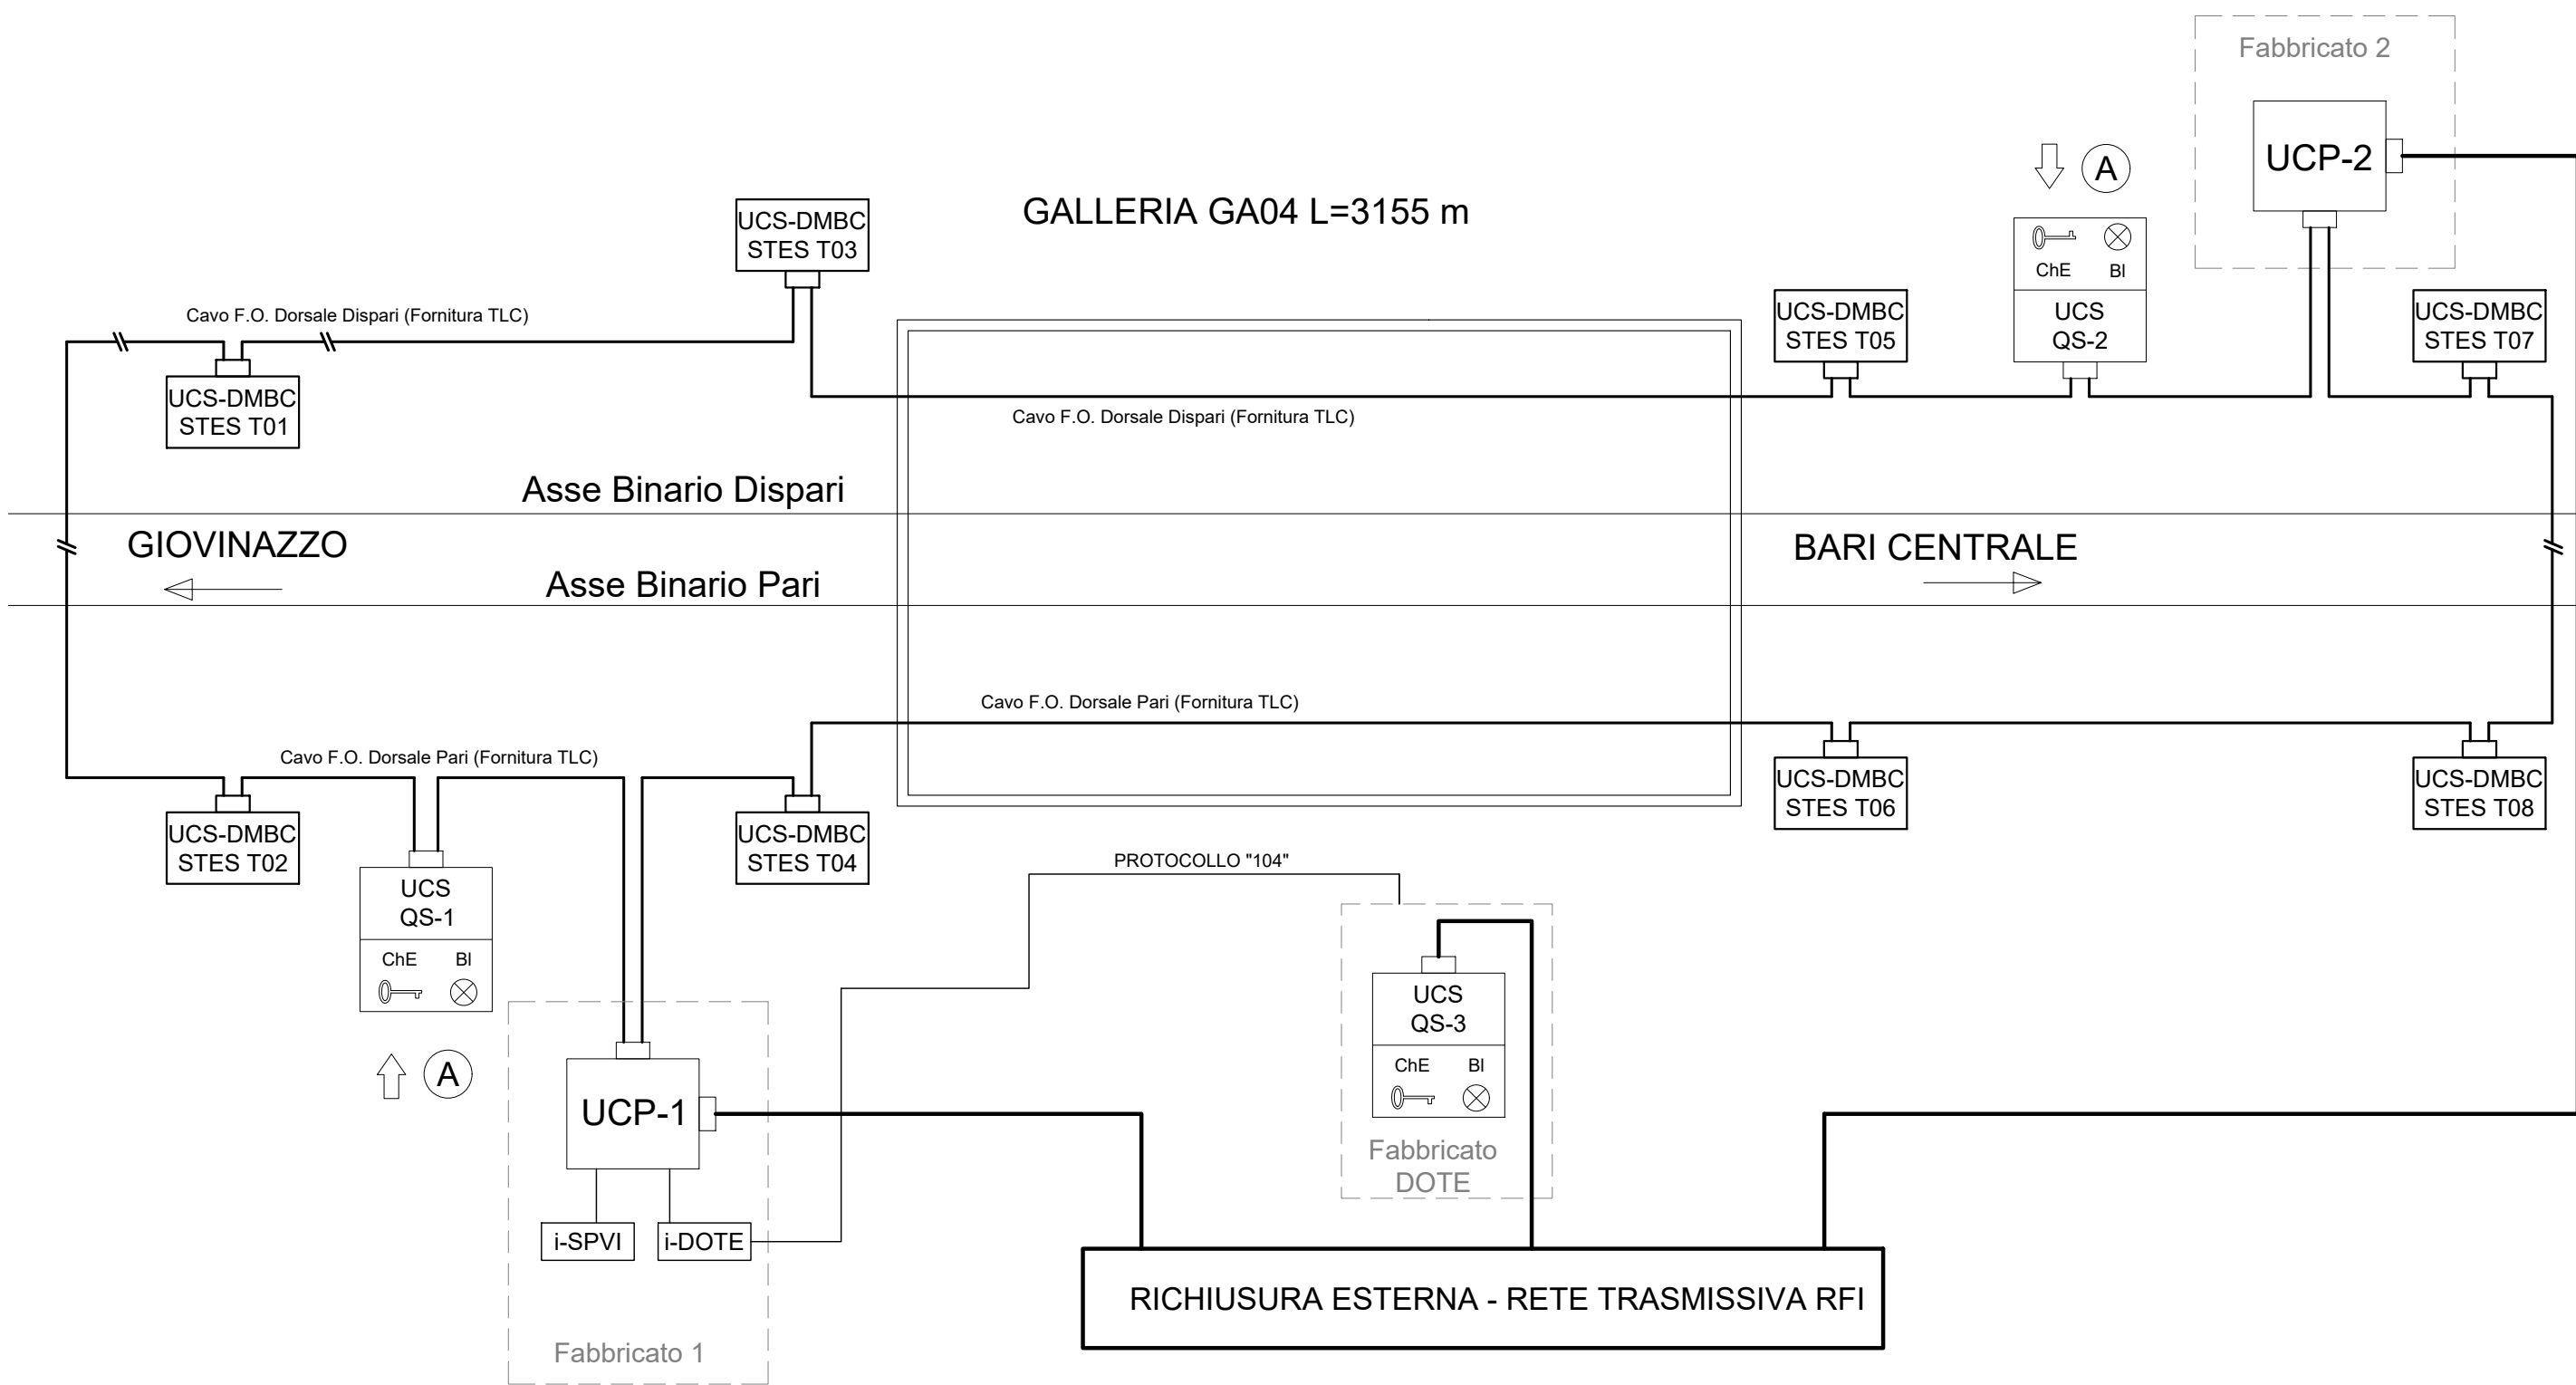 Fabbricato 2
UCP-2
A
UCS-DMBC
STES T03
GALLERIA GA04 L=3155 m
ChE BI
UCS
QS-2
UCS-DMBC
STES T05
UCS-DMBC
STES T07
Cavo F.O. Dorsale Dispari (Fornitura TLC)
UCS-DMBC
STES T01
Cavo F.O. Dorsale Dispari (Fornitura TLC)
Asse Binario Dispari
GIOVINAZZO
BARI CENTRALE
Asse Binario Pari
Cavo F.O. Dorsale Pari (Fornitura TLC)
Cavo F.O. Dorsale Pari (Fornitura TLC)
UCS-DMBC
STES T02
UCS-DMBC
STES T04
UCS-DMBC
STES T06
UCS-DMBC
STES T08
UCS
QS-1
ChE BI
A
PROTOCOLLO "104"
UCS
QS-3
ChE BI
Fabbricato
DOTE
UCP-1
i-SPVI
i-DOTE
RICHIUSURA ESTERNA - RETE TRASMISSIVA RFI
Fabbricato 1